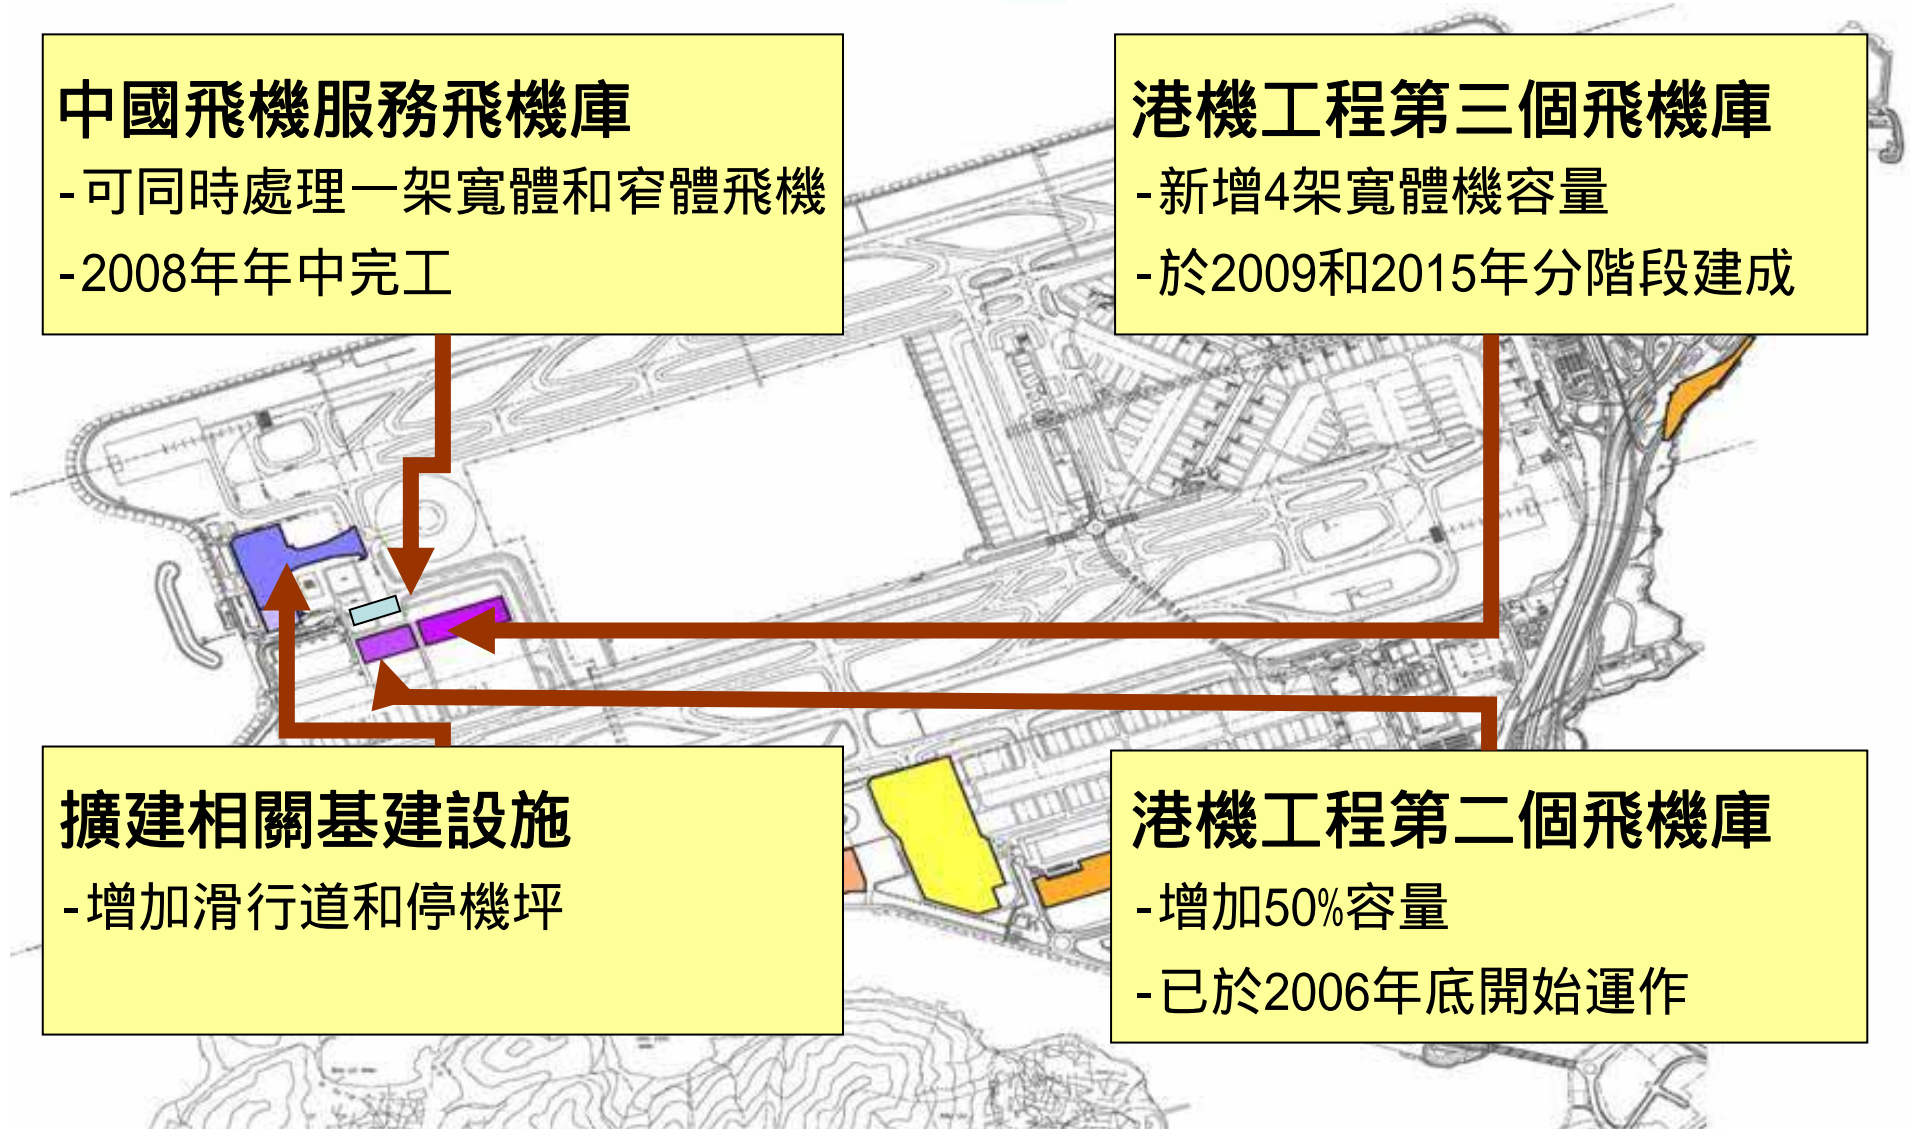 中國飛機服務飛機庫
-可同時處理一架寬體和窄體飛機
-2008年年中完工
港機工程第三個飛機庫
-新增4架寬體機容量
-於2009和2015年分階段建成
擴建相關基建設施
-增加滑行道和停機坪
港機工程第二個飛機庫
-增加50%容量
-已於2006年底開始運作